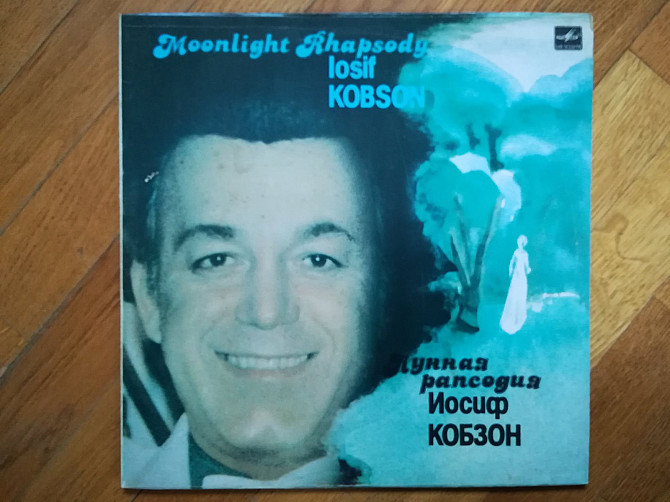 Moonlight Rhapsody
Iosif
KOBSON
Лунная
рапсодия
Иосиф
КОБЗОН